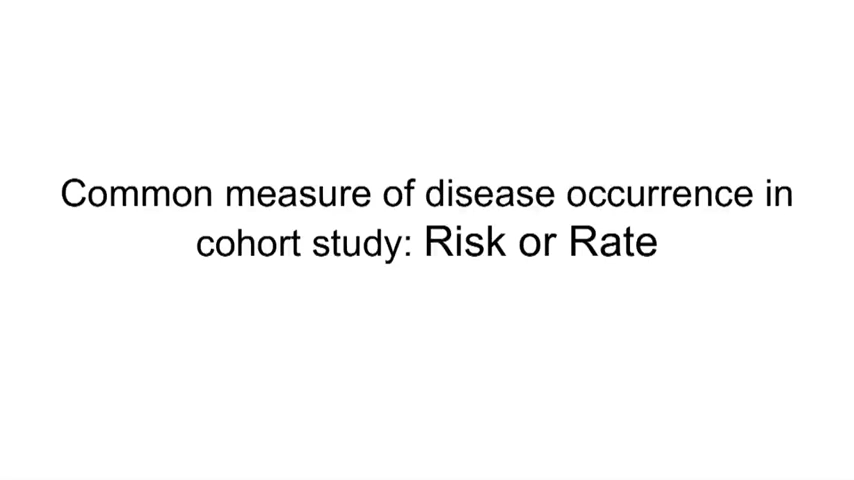 Common measure of disease occurrence in
cohort study: Risk or Rate